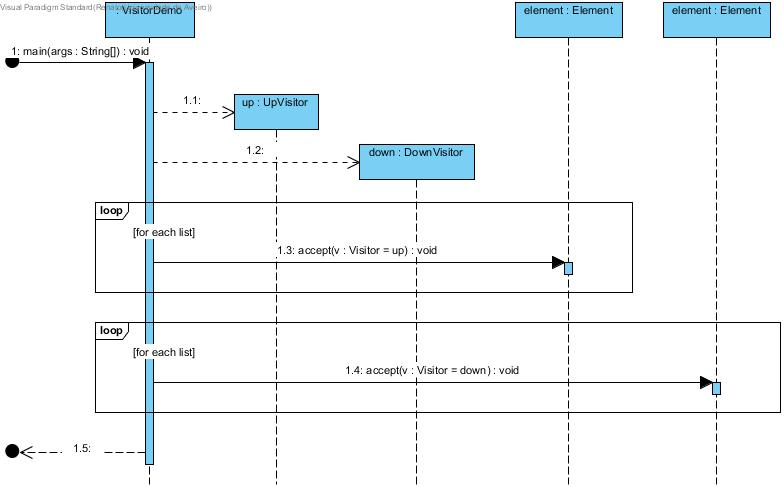 Visual Paradigm Standard(Renato
Aveiro))
: VisitorDemo
element : Element
element : Element
1: main(args : String[]) : void
1.1:
up : UpVisitor
1.2:
down : DownVisitor
loop
[for each list]
1.3: accept(v : Visitor = up) : void
loop
[for each list]
1.4: accept(v : Visitor = down) : void
1.5: